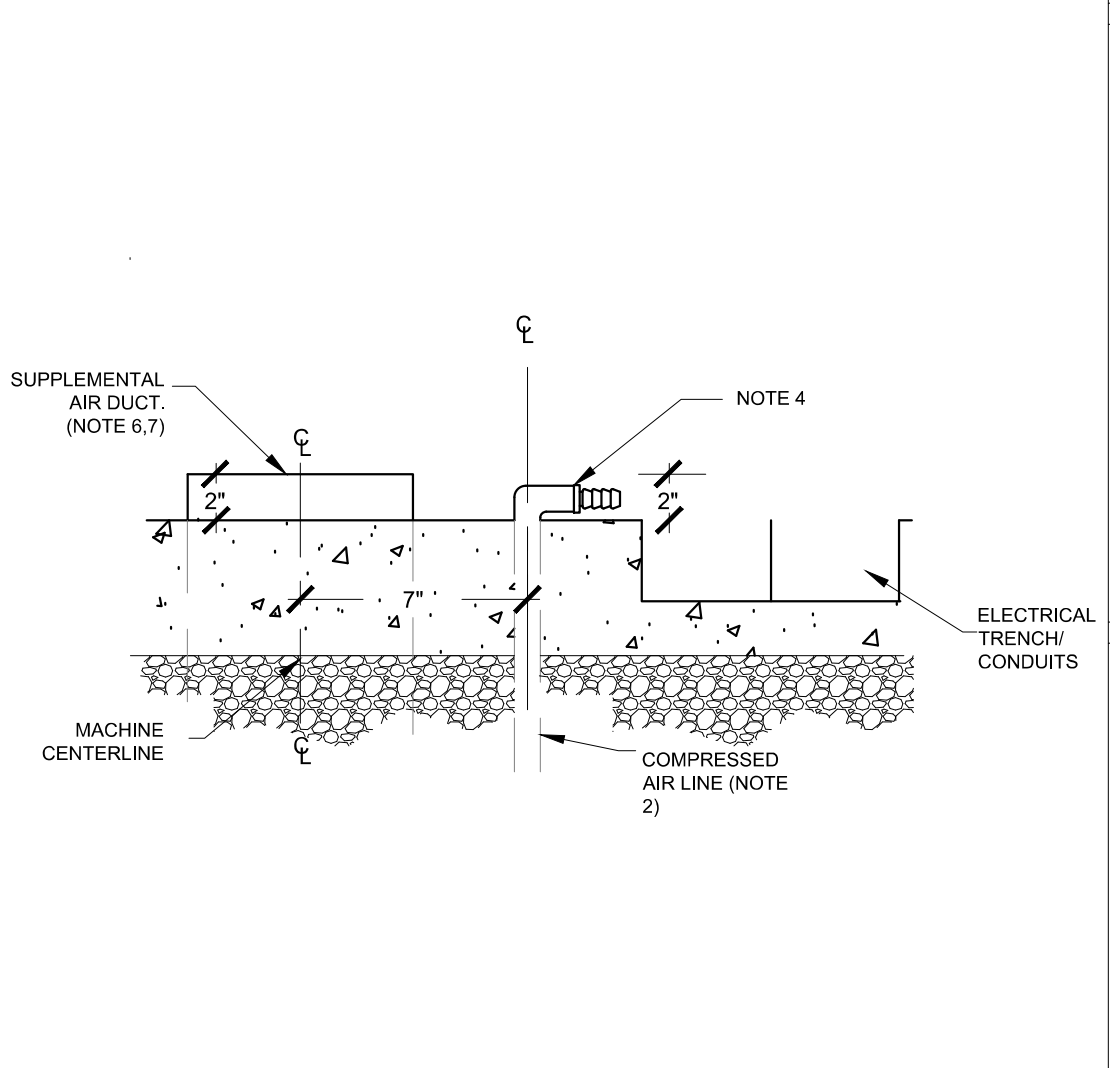 ℄
SUPPLEMENTAL
AIR DUCT.
(NOTE 6,7)
℄
NOTE 4
2"
2"
7"
ELECTRICAL
TRENCH/
CONDUITS
MACHINE
CENTERLINE
℄
COMPRESSED
AIR LINE (NOTE
2)